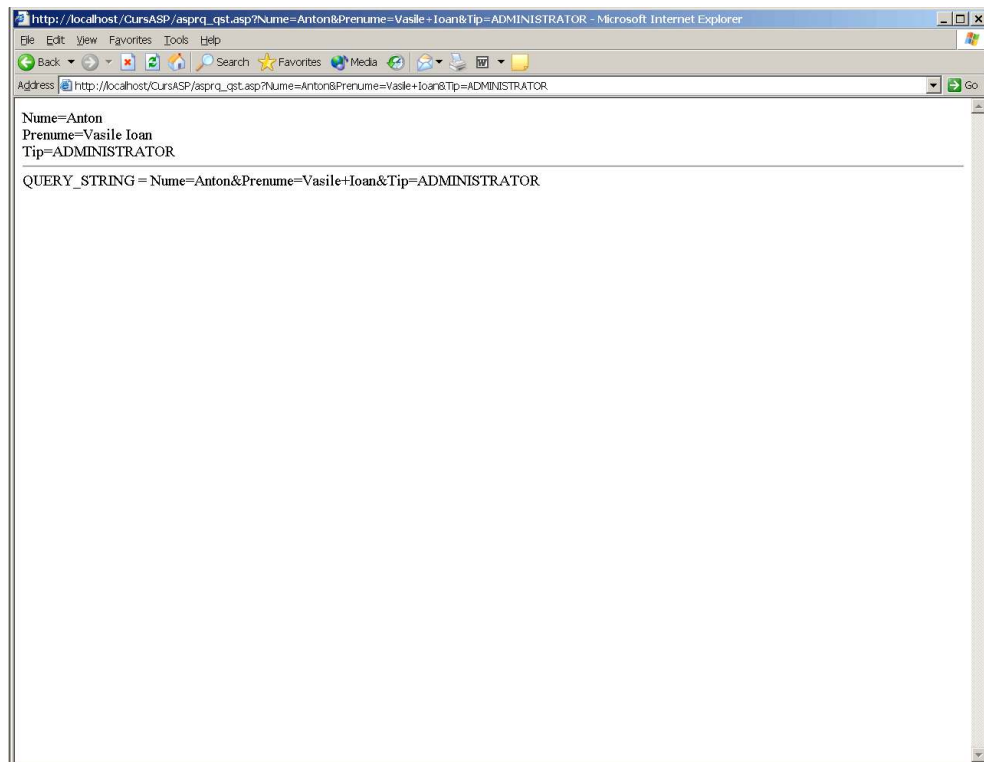 http://localhost/CursASP/asprq_qst.asp?Nume=Anton&Prenume=Vasile+Ioan&Tip=ADMINISTRATOR - Microsoft Internet Explorer
File Edit View Favorites Tools Help
Back Search Favorites Media
Address http://localhost/CursASP/asprq_qst.asp?Nume=Anton&Prenume=Vasile+Ioan&Tip=ADMINISTRATOR Go
Nume=Anton
Prenume=Vasile Ioan
Tip=ADMINISTRATOR
QUERY_STRING = Nume=Anton&Prenume=Vasile+Ioan&Tip=ADMINISTRATOR